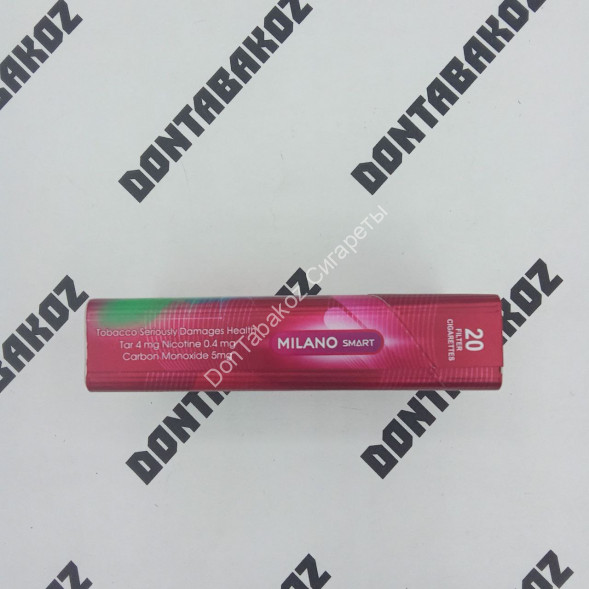 DONTABAKOZ
DONTABAKOZ
DONTABAKOZ
DonTabakoz Сигареты
Tobacco Seriously Damages Health
Tar 4 mg Nicotine 0.4 mg
Carbon Monoxide 5mg
MILANO SMART
20
FILTER
CIGARETTES
DONTABAKOZ
DONTABAKOZ
DONTABAKOZ